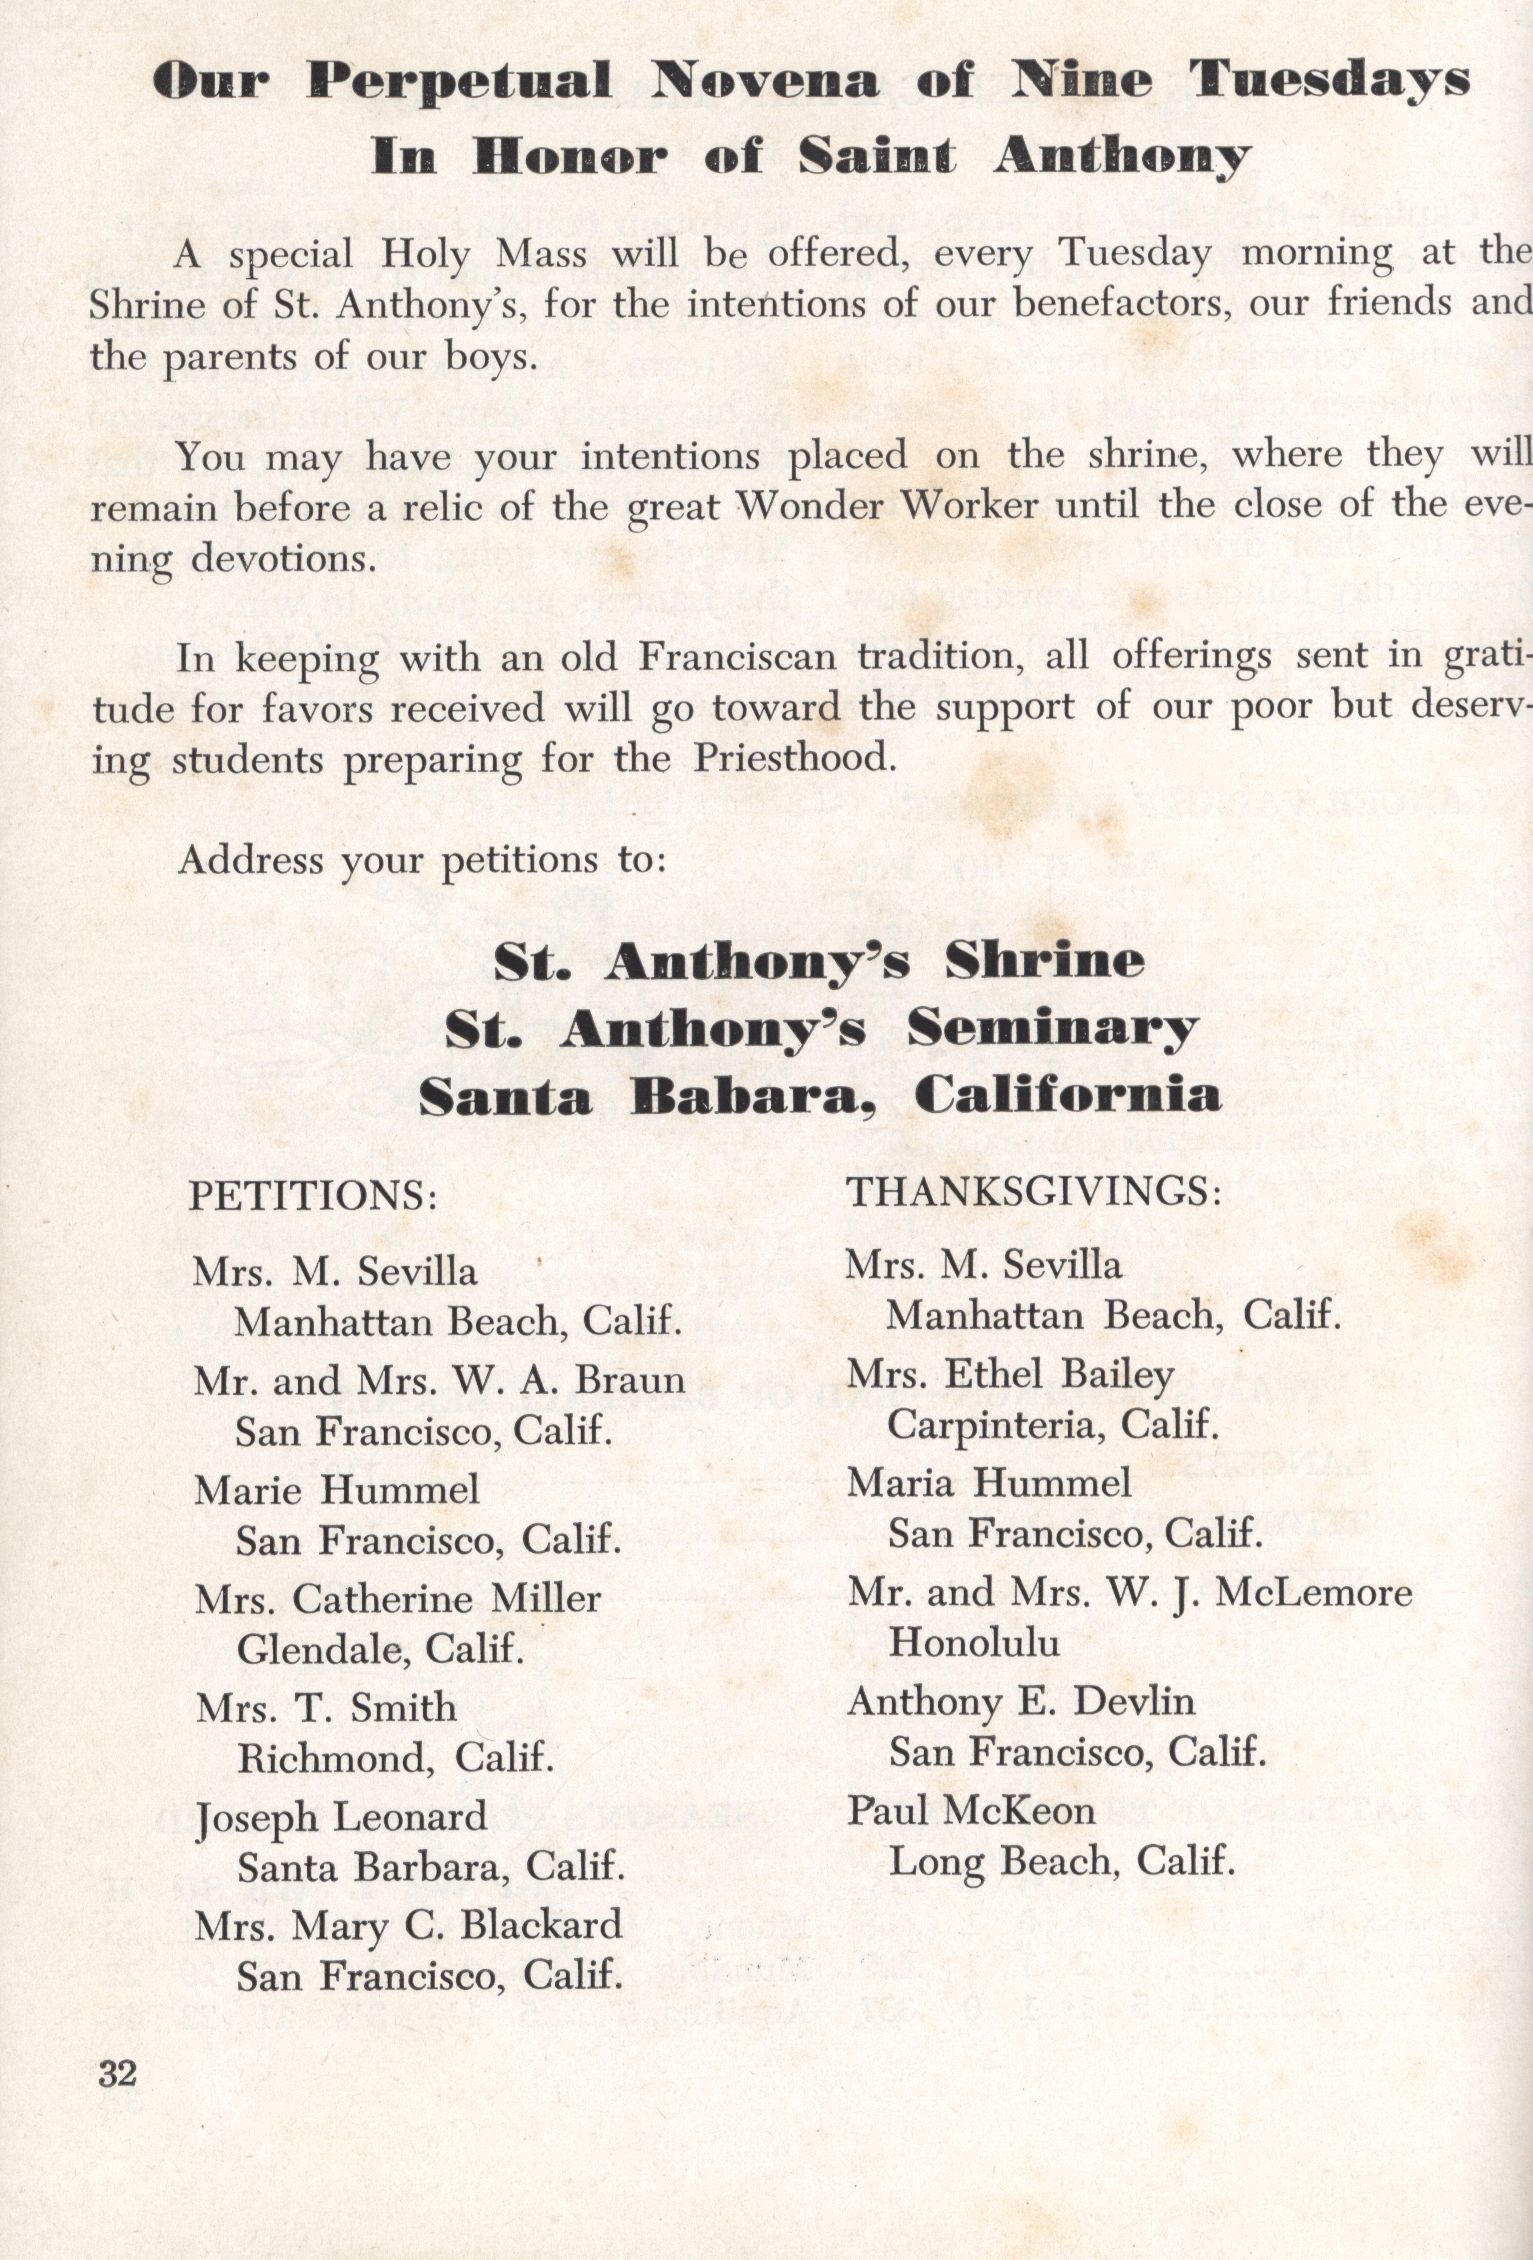 Our Perpetual Novena of Nine Tuesdays
In Honor of Saint Anthony
A special Holy Mass will be offered, every Tuesday morning at the
Shrine of St. Anthony's, for the intentions of our benefactors, our friends and
the parents of our boys.
You may have your intentions placed on the shrine, where they will
remain before a relic of the great Wonder Worker until the close of the eve-
ning devotions.
In keeping with an old Franciscan tradition, all offerings sent in grati-
tude for favors received will go toward the support of our poor but deserv-
ing students preparing for the Priesthood.
Address your petitions to:
St. Anthony's Shrine
St. Anthony's Seminary
Santa Babara, California
PETITIONS:
Mrs. M. Sevilla
Manhattan Beach, Calif.
Mr. and Mrs. W. A. Braun
San Francisco, Calif.
Marie Hummel
San Francisco, Calif.
Mrs. Catherine Miller
Glendale, Calif.
Mrs. T. Smith
Richmond, Calif.
Joseph Leonard
Santa Barbara, Calif.
Mrs. Mary C. Blackard
San Francisco, Calif.
THANKSGIVINGS:
Mrs. M. Sevilla
Manhattan Beach, Calif.
Mrs. Ethel Bailey
Carpinteria, Calif.
Maria Hummel
San Francisco, Calif.
Mr. and Mrs. W. J. McLemore
Honolulu
Anthony E. Devlin
San Francisco, Calif.
Paul McKeon
Long Beach, Calif.
32